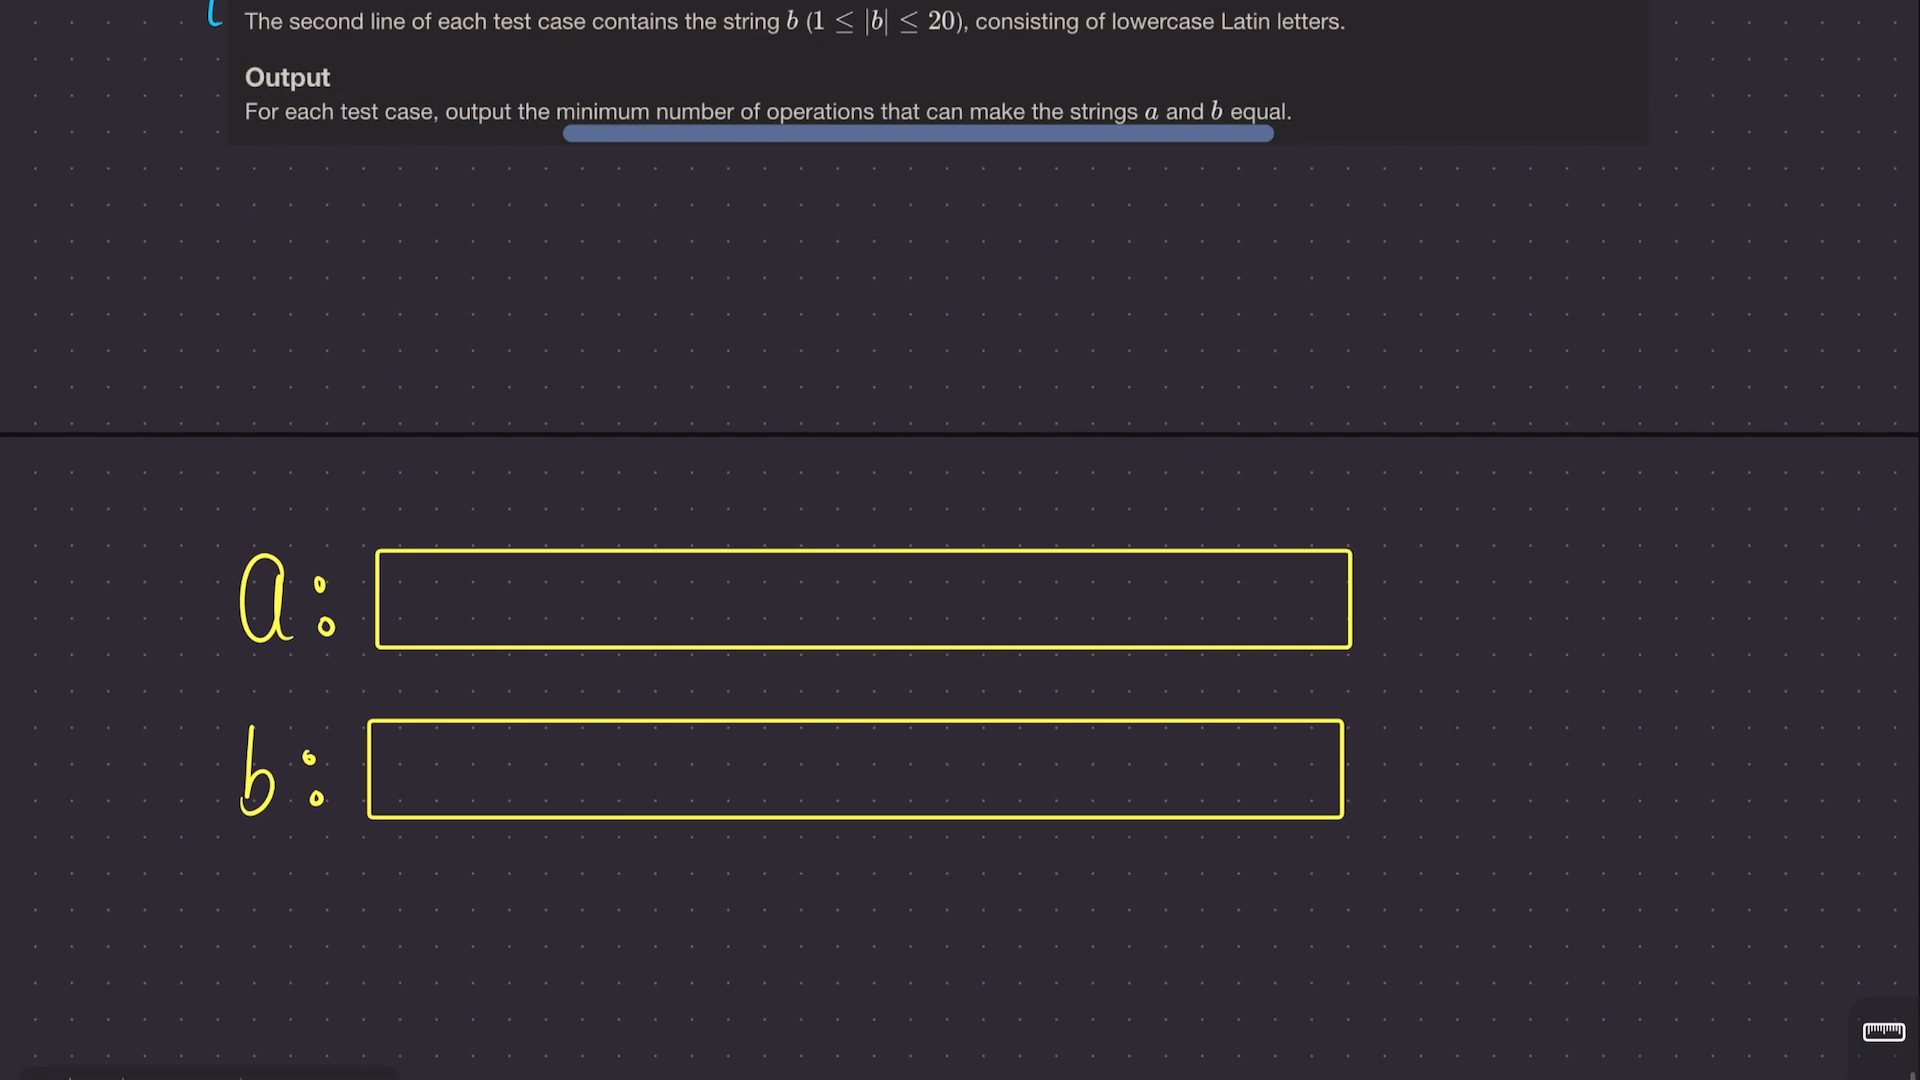 The second line of each test case contains the string b (1 ≤ |b| ≤ 20), consisting of lowercase Latin letters.
Output
For each test case, output the minimum number of operations that can make the strings a and b equal.
a:
b: